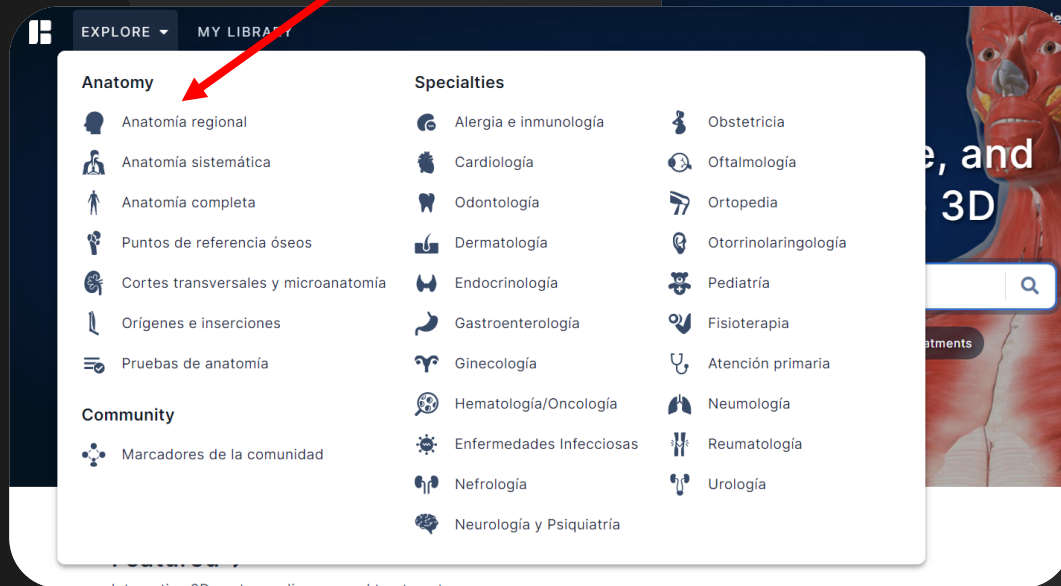 EXPLORE MY LIBRARY
Anatomy
Anatomía regional
Anatomía sistemática
Anatomía completa
Puntos de referencia óseos
Cortes transversales y microanatomía
Orígenes e inserciones
Pruebas de anatomía
Community
Marcadores de la comunidad
Specialties
Alergia e inmunología
Cardiología
Odontología
Dermatología
Endocrinología
Gastroenterología
Ginecología
Hematología/Oncología
Enfermedades Infecciosas
Nefrología
Neurología y Psiquiatría
Obstetricia
Oftalmología
Ortopedia
Otorrinolaringología
Pediatría
Fisioterapia
Atención primaria
Neumología
Reumatología
Urología
, and
3D